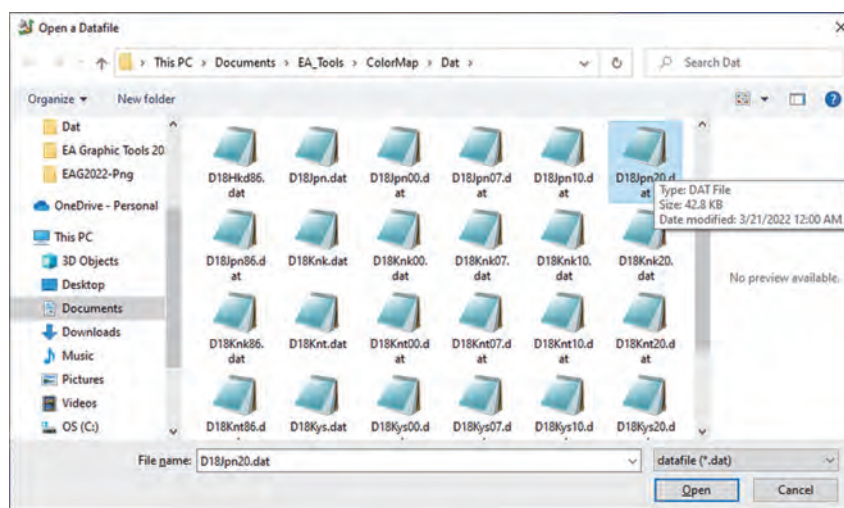 Open a Datafile
This PC > Documents > EA_Tools > ColorMap > Dat >
Search Dat
Organize
New folder
Dat
EA Graphic Tools 20
EAG2022-Png
OneDrive - Personal
This PC
3D Objects
Desktop
Documents
Downloads
Music
Pictures
Videos
OS (C:)
D18Hkd86.
dat
D18Jpn.dat
D18Jpn00.d
at
D18Jpn07.d
at
D18Jpn10.d
at
D18Jpn20.d
at
Type: DAT File
Size: 42.8 KB
Date modified: 3/21/2022 12:00 AM
D18Jpn86.d
at
D18Knk.dat
D18Knk00.
dat
D18Knk07.
dat
D18Knk10.
dat
D18Knk20.
dat
No preview available.
D18Knk86.
dat
D18Knt.dat
D18Knt00.d
at
D18Knt07.d
at
D18Knt10.d
at
D18Knt20.d
at
D18Knt86.d
D18Kys.dat
D18Kys00.d
D18Kys07.d
D18Kys10.d
D18Kys20.d
File name: D18Jpn20.dat
datafile (*.dat)
Open
Cancel